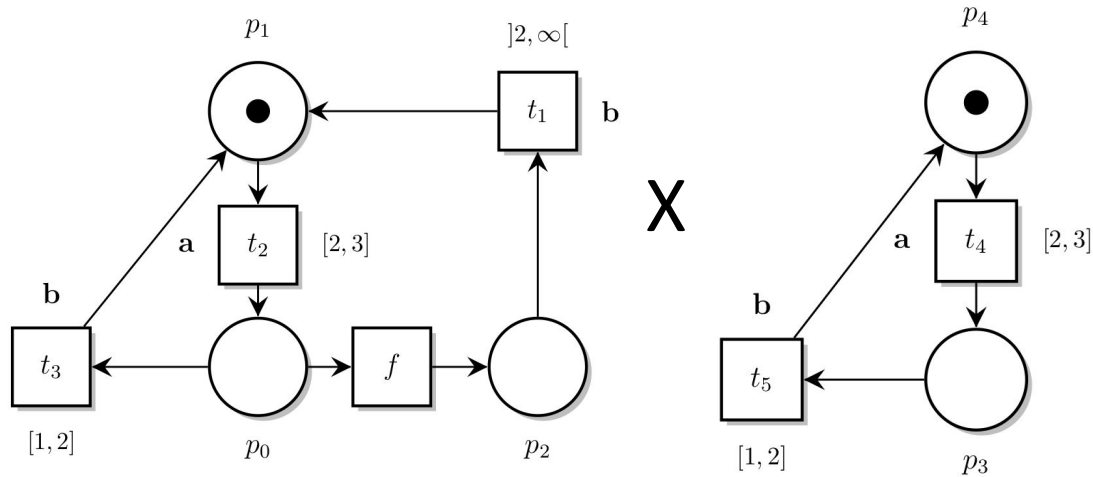 p₁
]2, ∞[
t₁
b
a
t₂
[2, 3]
b
t₃
f
[1, 2]
p₀
p₂
X
p₄
a
t₄
[2, 3]
b
t₅
[1, 2]
p₃